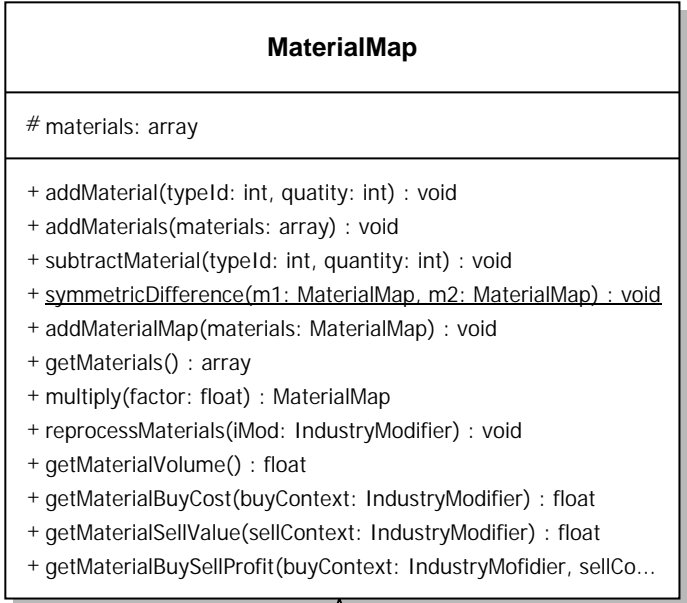 MaterialMap
# materials: array
+ addMaterial(typeId: int, quatity: int) : void
+ addMaterials(materials: array) : void
+ subtractMaterial(typeId: int, quantity: int) : void
+ symmetricDifference(m1: MaterialMap, m2: MaterialMap) : void
+ addMaterialMap(materials: MaterialMap) : void
+ getMaterials() : array
+ multiply(factor: float) : MaterialMap
+ reprocessMaterials(iMod: IndustryModifier) : void
+ getMaterialVolume() : float
+ getMaterialBuyCost(buyContext: IndustryModifier) : float
+ getMaterialSellValue(sellContext: IndustryModifier) : float
+ getMaterialBuySellProfit(buyContext: IndustryMofidier, sellCo...